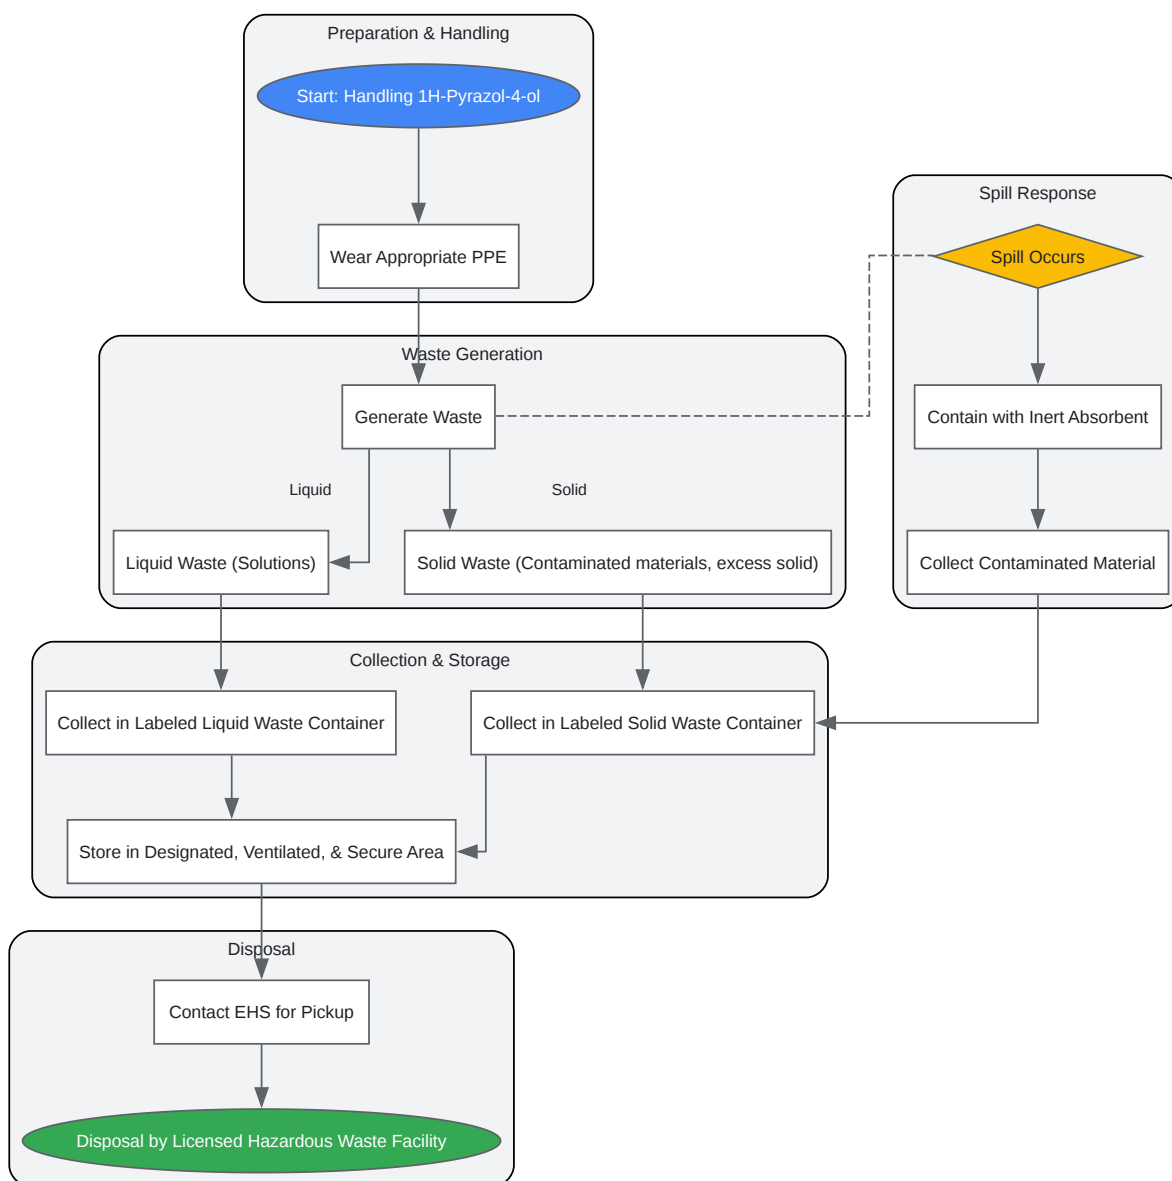 Preparation & Handling
Start: Handling 1H-Pyrazol-4-ol
Wear Appropriate PPE
Spill Response
Spill Occurs
Contain with Inert Absorbent
Collect Contaminated Material
Waste Generation
Generate Waste
Liquid
Solid
Liquid Waste (Solutions)
Solid Waste (Contaminated materials, excess solid)
Collection & Storage
Collect in Labeled Liquid Waste Container
Collect in Labeled Solid Waste Container
Store in Designated, Ventilated, & Secure Area
Disposal
Contact EHS for Pickup
Disposal by Licensed Hazardous Waste Facility